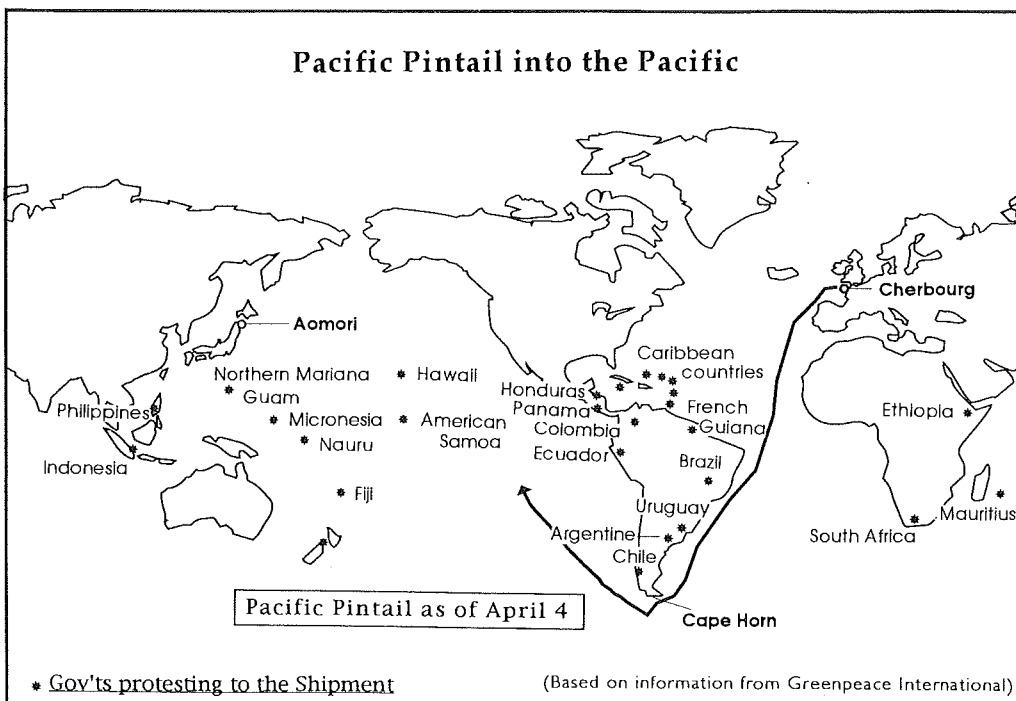 Pacific Pintail into the Pacific
Cherbourg
Aomori
Caribbean
countries
Northern Mariana
Guam
Hawaii
Honduras
Panama
Colombia
French
Guiana
Philippines
Micronesia
American
Samoa
Ethiopia
Nauru
Ecuador
Indonesia
Brazil
Fiji
Uruguay
Mauritius
Argentine
South Africa
Chile
Pacific Pintail as of April 4
Cape Horn
* Gov'ts protesting to the Shipment
(Based on information from Greenpeace International)